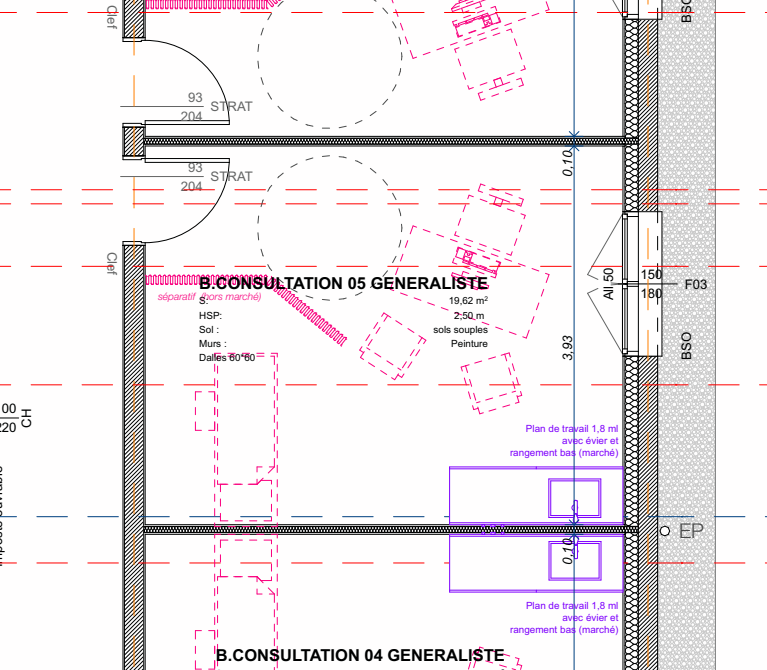 Clef
BSO
93
204
STRAT
0,10
93
204
STRAT
Clef
B.CONSULTATION 05 GENERALISTE
séparatif (hors marché)
S:
19,62 m²
HSP:
2,50 m
Sol :
sols souples
Murs :
Peinture
Dalles 60*60
All.50
150
180
F03
3,93
BSO
00
220
CH
Plan de travail 1,8 ml
avec évier et
rangement bas (marché)
EP
0,10
Plan de travail 1,8 ml
avec évier et
rangement bas (marché)
B.CONSULTATION 04 GENERALISTE